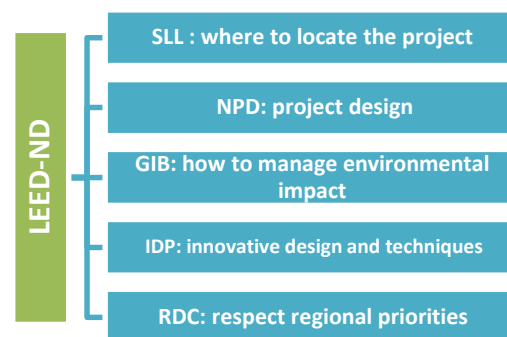 LEED-ND
SLL : where to locate the project
NPD: project design
GIB: how to manage environmental
impact
IDP: innovative design and techniques
RDC: respect regional priorities